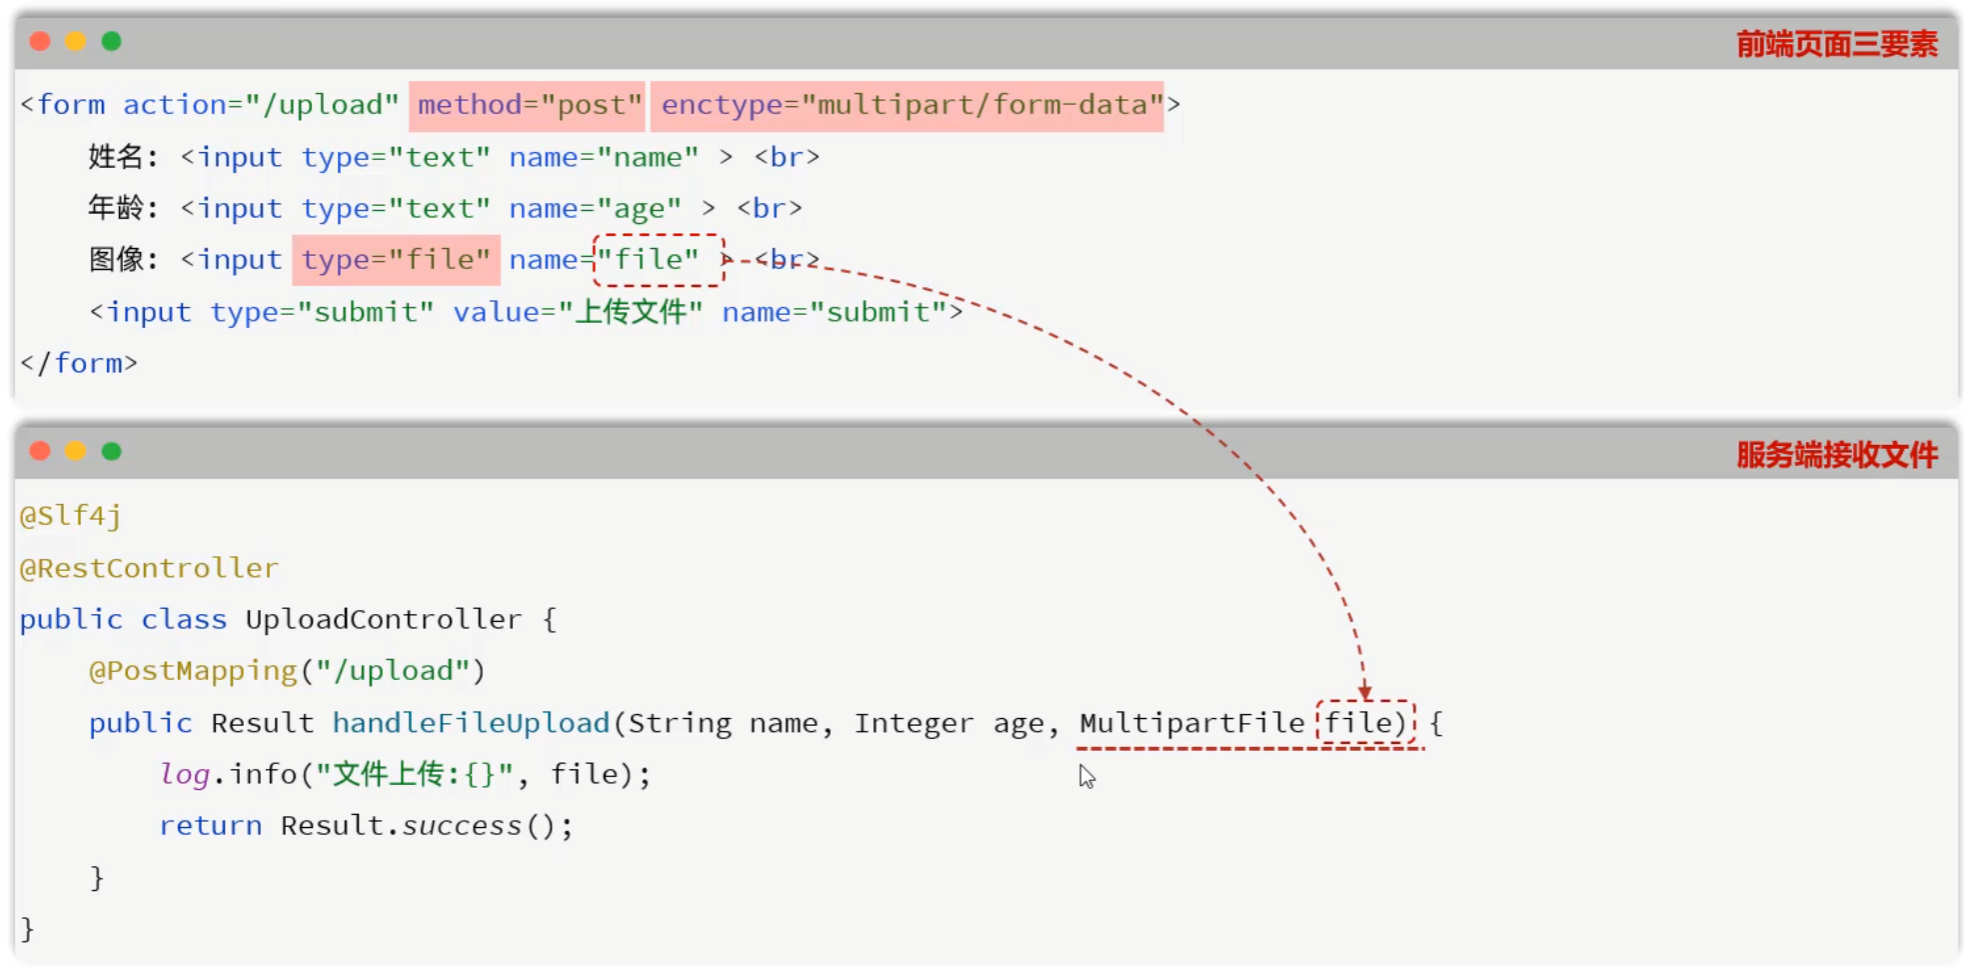 前端页面三要素
<form action="/upload" method="post" enctype="multipart/form-data">
姓名: <input type="text" name="name" > <br>
年龄: <input type="text" name="age" > <br>
图像: <input type="file" name="file" > <br>
<input type="submit" value="上传文件" name="submit">
</form>
服务端接收文件
@Slf4j
@RestController
public class UploadController {
@PostMapping("/upload")
public Result handleFileUpload(String name, Integer age, MultipartFile file) {
log.info("文件上传:{}", file);
return Result.success();
}
}